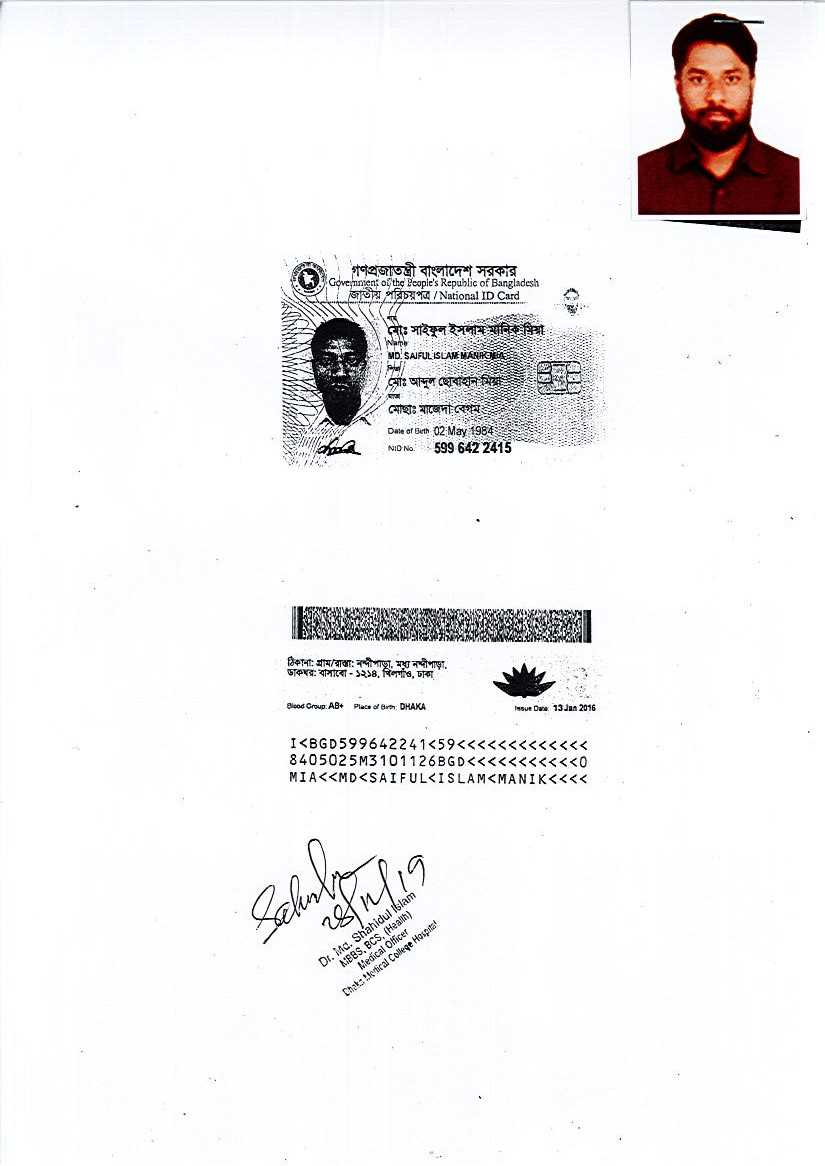 গণপ্রজাতন্ত্রী বাংলাদেশ সরকার
Government of the People's Republic of Bangladesh
জাতীয় পরিচয়পত্র / National ID Card
নাম
মোঃ সাইফুল ইসলাম মানিক মিয়া
Name
MD. SAIFUL ISLAM MANIK MIA
পিতা
মোঃ আব্দুল ছোবাহান মিয়া
মাতা
মোছাঃ মাজেদা বেগম
Date of Birth 02 May 1984
NID No. 599 642 2415
ঠিকানা: গ্রাম/রাস্তা: নন্দীপাড়া, মধ্য নন্দীপাড়া,
ডাকঘর: বাসাবো - ১২১৪, খিলগাঁও, ঢাকা
Blood Group: AB+ Place of Birth: DHAKA Issue Date: 13 Jan 2016
I<BGD599642241<59<<<<<<<<<<<<<
8405025M3101126BGD<<<<<<<<<<<0
MIA<<MD<SAIFUL<ISLAM<MANIK<<<<
28/11/19
Dr. Md. Shahidul Islam
MBBS, BCS, (Health)
Medical Officer
Dhaka Medical College Hospital